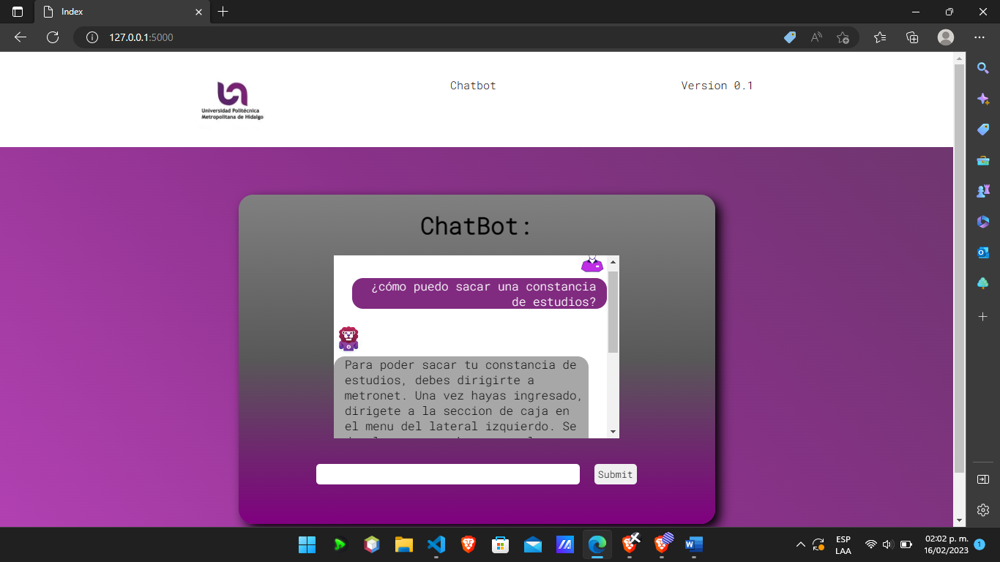 Index
127.0.0.1:5000
Universidad Politécnica
Metropolitana de Hidalgo
Chatbot
Version 0.1
ChatBot:
¿cómo puedo sacar una constancia
de estudios?
Para poder sacar tu constancia de
estudios, debes dirigirte a
metronet. Una vez hayas ingresado,
dirigete a la seccion de caja en
el menu del lateral izquierdo. Se
Submit
ESP
LAA
02:02 p. m.
16/02/2023
1